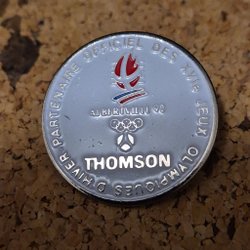 PARTENAIRE OFFICIEL DES XVIes JEUX OLYMPIQUES D'HIVER
ALBERTVILLE 92
THOMSON